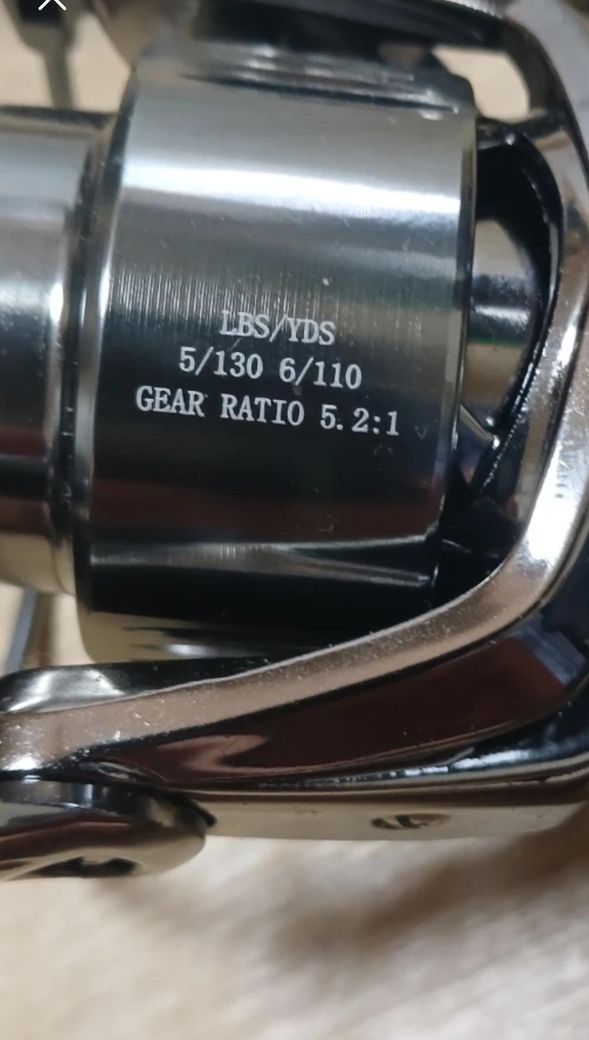 LBS/YDS
5/130 6/110
GEAR RATIO 5.2:1